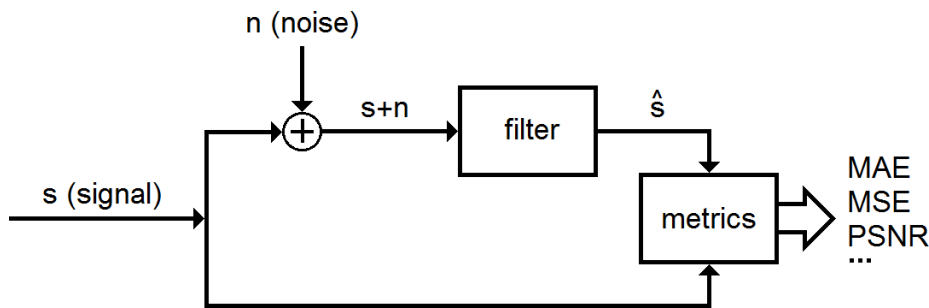 n (noise)
s+n
filter
ŝ
s (signal)
metrics
MAE
MSE
PSNR
...